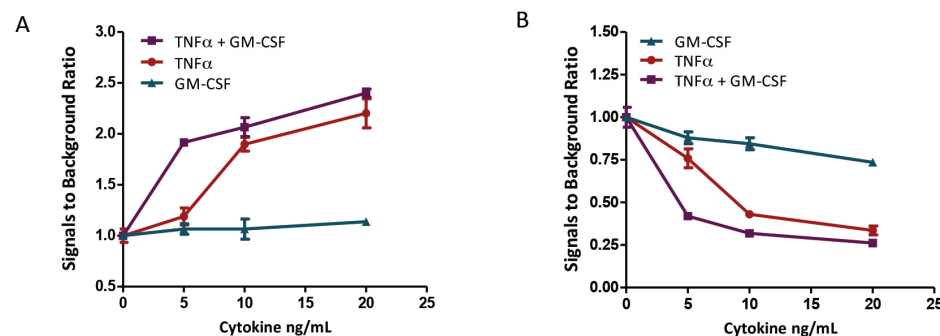 A
Signals to Background Ratio
3.0
2.5
2.0
1.5
1.0
0.5
TNFα + GM-CSF
TNFα
GM-CSF
0 5 10 15 20 25
Cytokine ng/mL
B
Signals to Background Ratio
1.50
1.25
1.00
0.75
0.50
0.25
0.00
GM-CSF
TNFα
TNFα + GM-CSF
0 5 10 15 20 25
Cytokine ng/mL